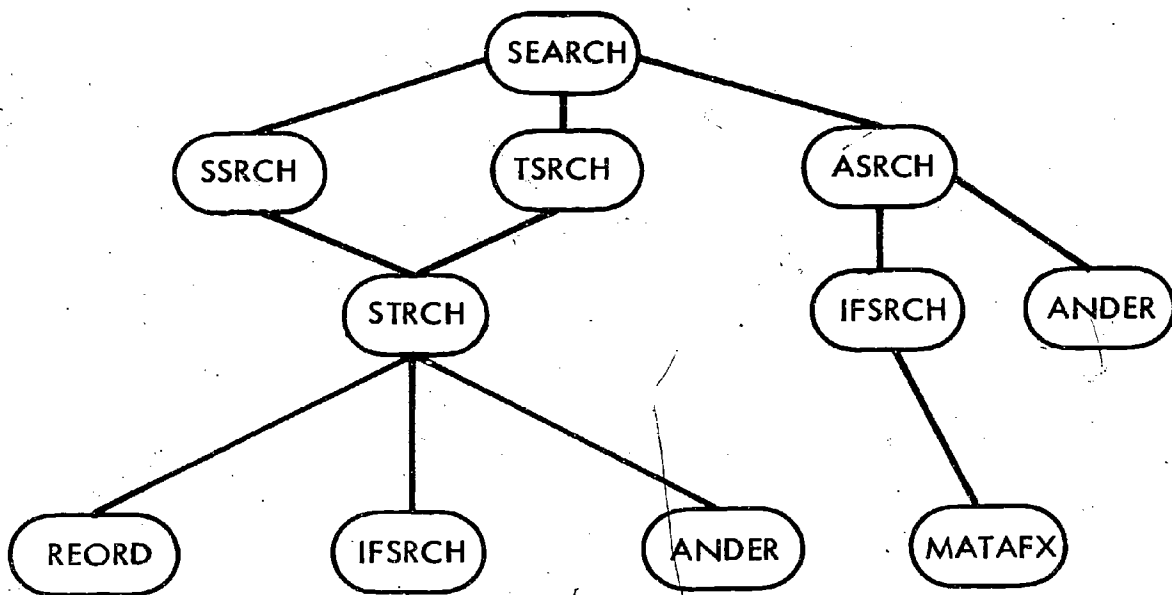 SEARCH
SSRCH
TSRCH
ASRCH
STRCH
IFSRCH
ANDER
REORD
IFSRCH
ANDER
MATAFX